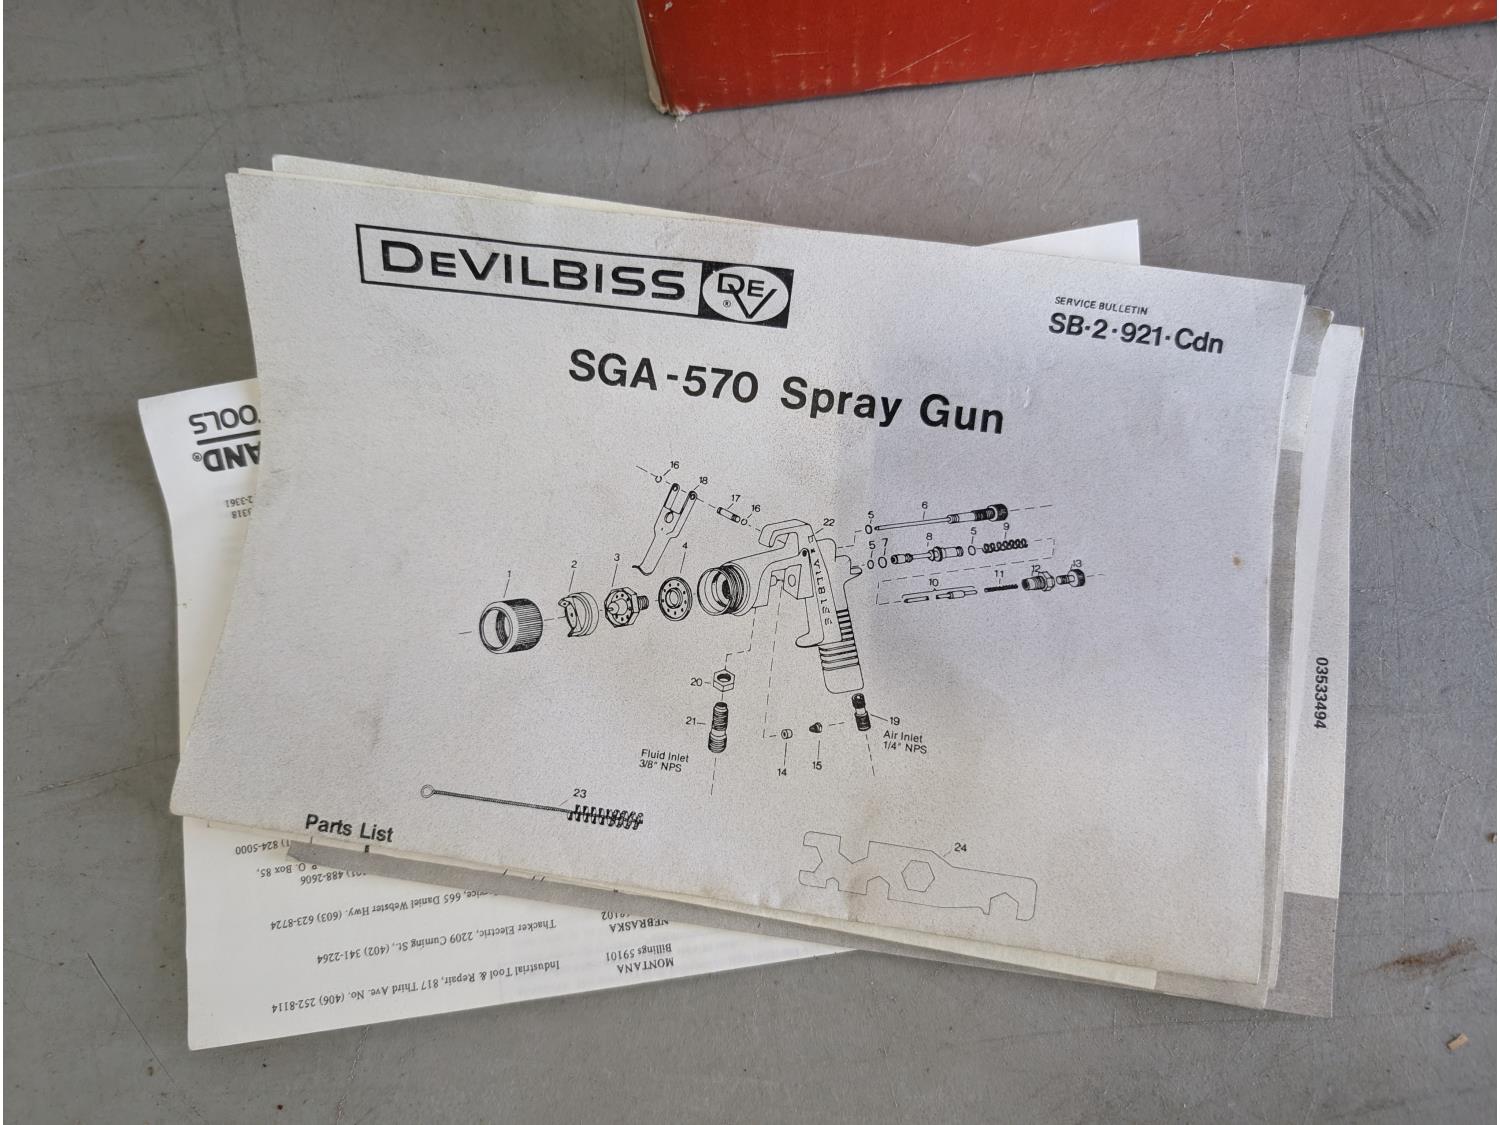 DEVILBISS DEV ®
SERVICE BULLETIN
SB-2-921-Cdn
SGA-570 Spray Gun
16
18
17
16
22
5
6
5
7
8
5
9
10
11
12
13
1
2
3
4
DEVILBISS
20
21
Fluid Inlet
3/8" NPS
14
15
19
Air Inlet
1/4" NPS
23
24
Parts List
03533494
AND®
TOOLS
2-3361
3318
MONTANA
Billings 59101
Industrial Tool & Repair, 817 Third Ave. No. (406) 252-8114
NEBRASKA
Thacker Electric, 2209 Cuming St., (402) 341-2264
665 Daniel Webster Hwy. (603) 623-8724
488-2606
P. O. Box 85,
824-5000